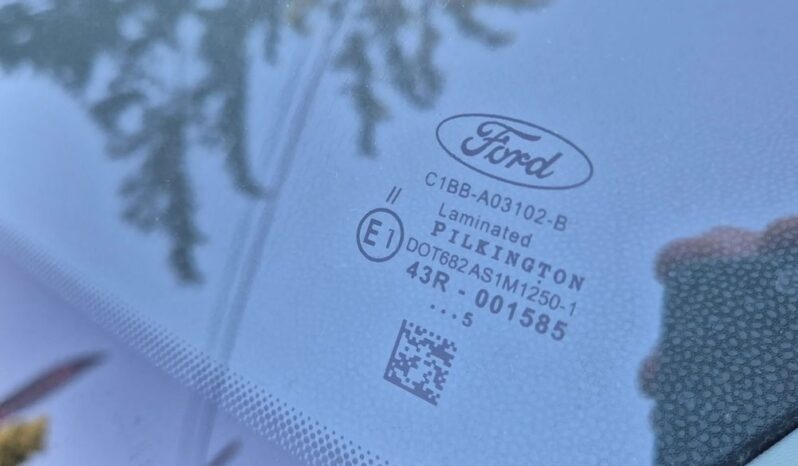 Ford
C1BB-A03102-B
//
Laminated
PILKINGTON
E1 DOT682AS1M1250-1
43R - 001585
...5